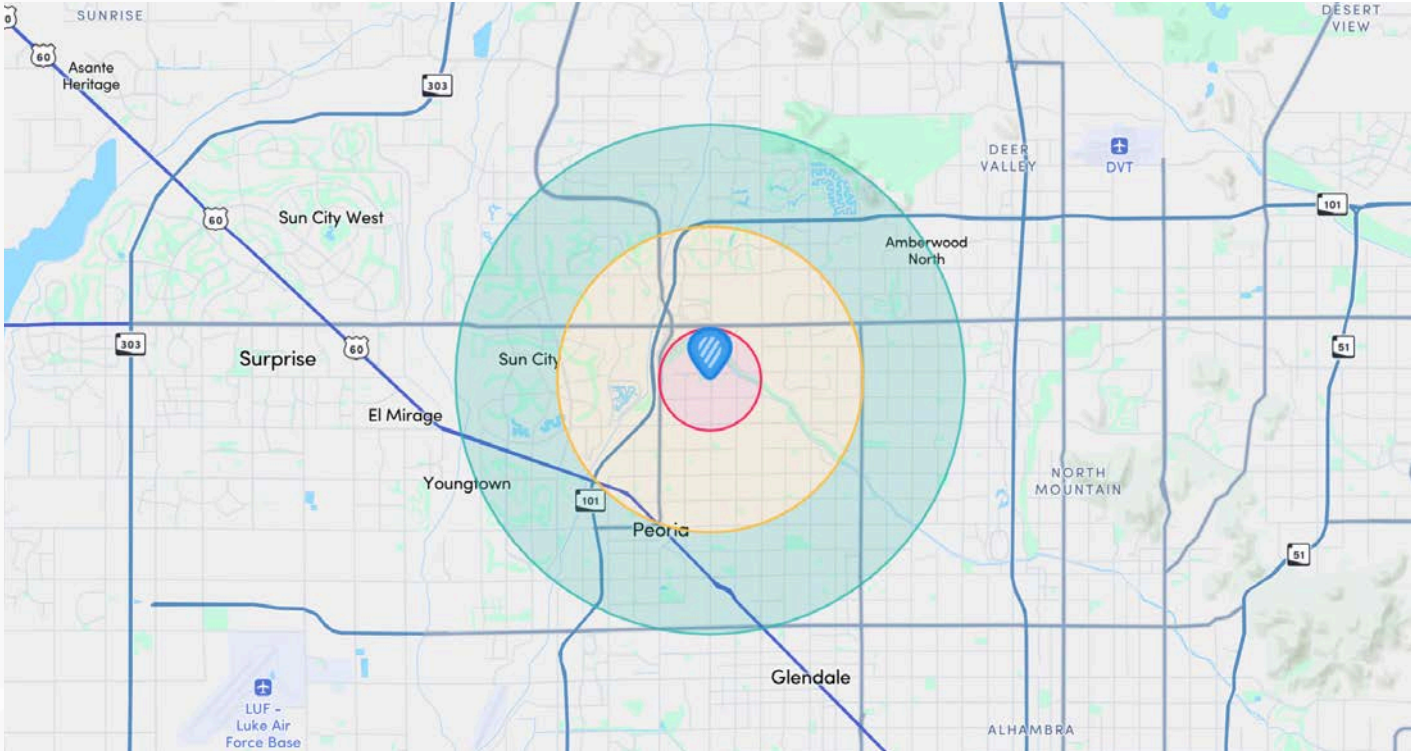 SUNRISE
DESERT
VIEW
60
Asante
Heritage
303
DEER
VALLEY
DVT
Sun City West
60
101
Amberwood
North
303
60
51
Surprise
Sun City
El Mirage
Youngtown
NORTH
MOUNTAIN
101
Peoria
51
Glendale
LUF -
Luke Air
Force Base
ALHAMBRA